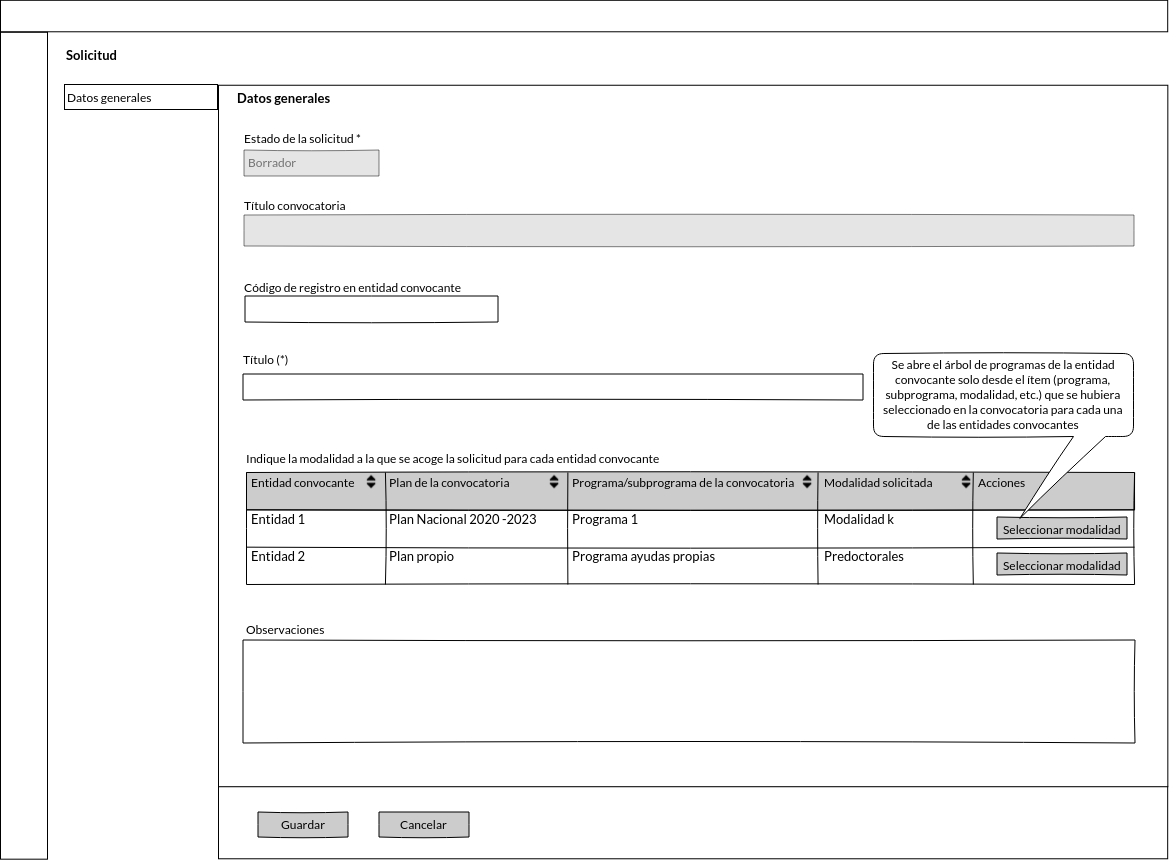 Solicitud
Datos generales
Datos generales
Estado de la solicitud *
Borrador
Título convocatoria
Código de registro en entidad convocante
Título (*)
Se abre el árbol de programas de la entidad
convocante solo desde el ítem (programa,
subprograma, modalidad, etc.) que se hubiera
seleccionado en la convocatoria para cada una
de las entidades convocantes
Indique la modalidad a la que se acoge la solicitud para cada entidad convocante
Entidad convocante Plan de la convocatoria Programa/subprograma de la convocatoria Modalidad solicitada Acciones
Entidad 1 Plan Nacional 2020 -2023 Programa 1 Modalidad k Seleccionar modalidad
Entidad 2 Plan propio Programa ayudas propias Predoctorales Seleccionar modalidad
Observaciones
Guardar Cancelar